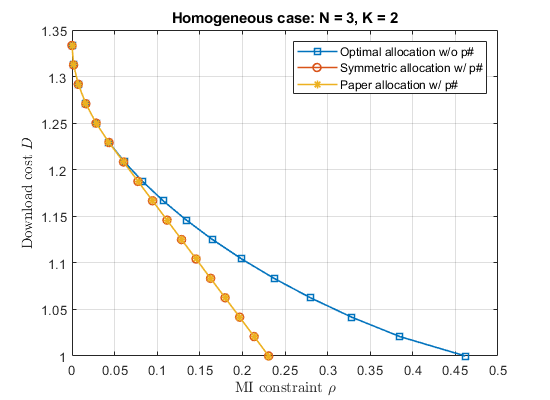 Homogeneous case: N = 3, K = 2
1.35
1.3
1.25
1.2
1.15
1.1
1.05
1
Download cost D
Optimal allocation w/o p#
Symmetric allocation w/ p#
Paper allocation w/ p#
0 0.05 0.1 0.15 0.2 0.25 0.3 0.35 0.4 0.45 0.5
MI constraint ρ